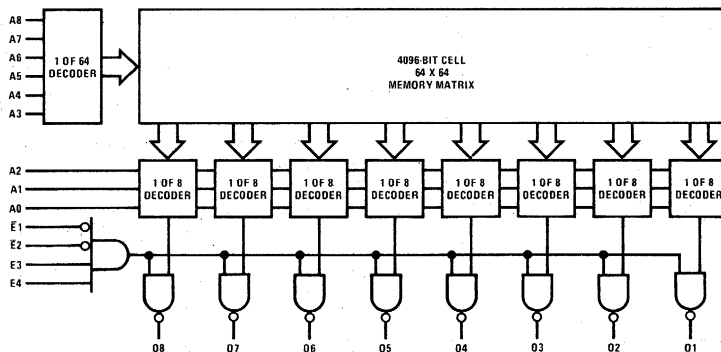 A8
A7
A6
A5
A4
A3
1 OF 64
DECODER
4096-BIT CELL
64 X 64
MEMORY MATRIX
A2
A1
A0
1 OF 8
DECODER
1 OF 8
DECODER
1 OF 8
DECODER
1 OF 8
DECODER
1 OF 8
DECODER
1 OF 8
DECODER
1 OF 8
DECODER
1 OF 8
DECODER
E̅1
E̅2
E3
E4
O8
O7
O6
O5
O4
O3
O2
O1